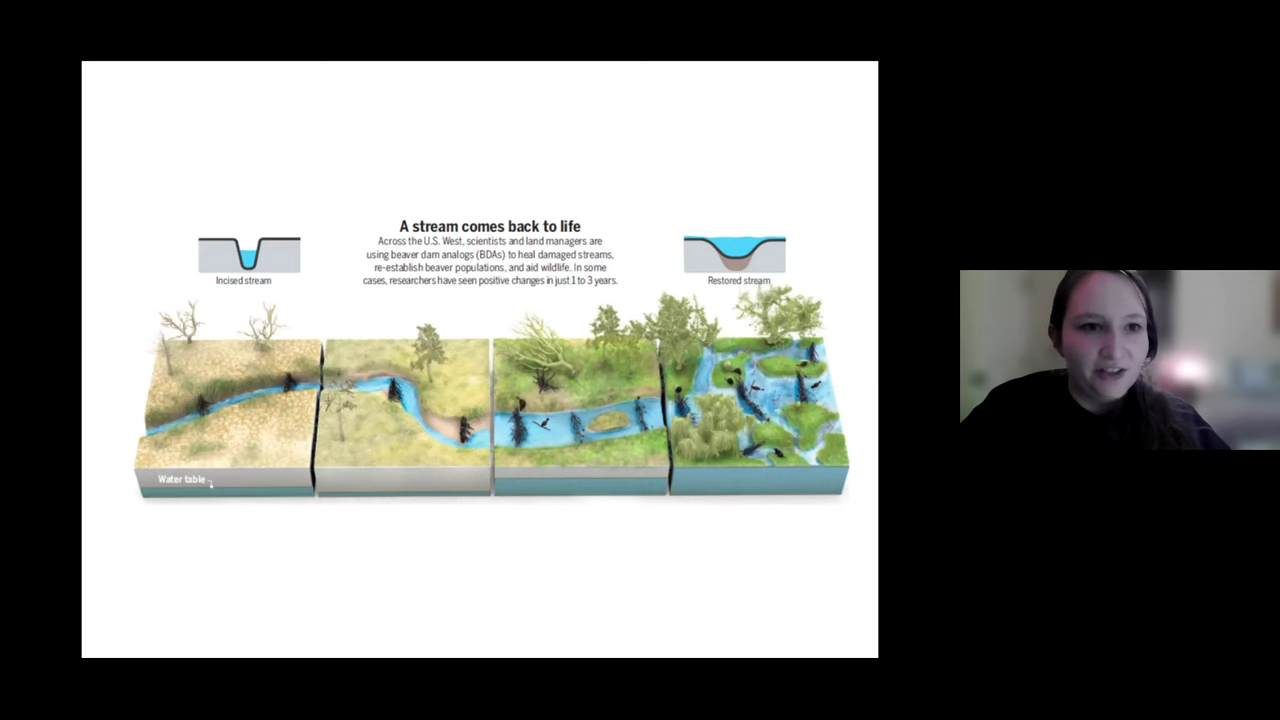 A stream comes back to life
Across the U.S. West, scientists and land managers are
using beaver dam analogs (BDAs) to heal damaged streams,
re-establish beaver populations, and aid wildlife. In some
cases, researchers have seen positive changes in just 1 to 3 years.
Incised stream
Restored stream
Water table